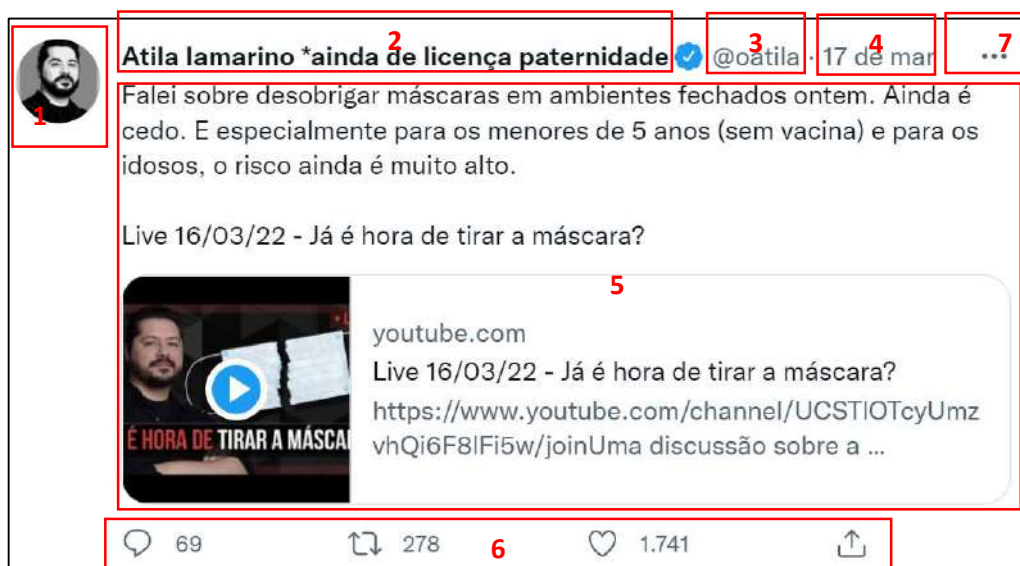 1
2
3
4
7
Atila Iamarino *ainda de licença paternidade @oatila · 17 de mar ...
Falei sobre desobrigar máscaras em ambientes fechados ontem. Ainda é
cedo. E especialmente para os menores de 5 anos (sem vacina) e para os
idosos, o risco ainda é muito alto.
Live 16/03/22 - Já é hora de tirar a máscara?
5
youtube.com
Live 16/03/22 - Já é hora de tirar a máscara?
https://www.youtube.com/channel/UCSTlOTcyUmz
vhQi6F8lFi5w/joinUma discussão sobre a ...
É HORA DE TIRAR A MÁSCA
69 278 6 1.741